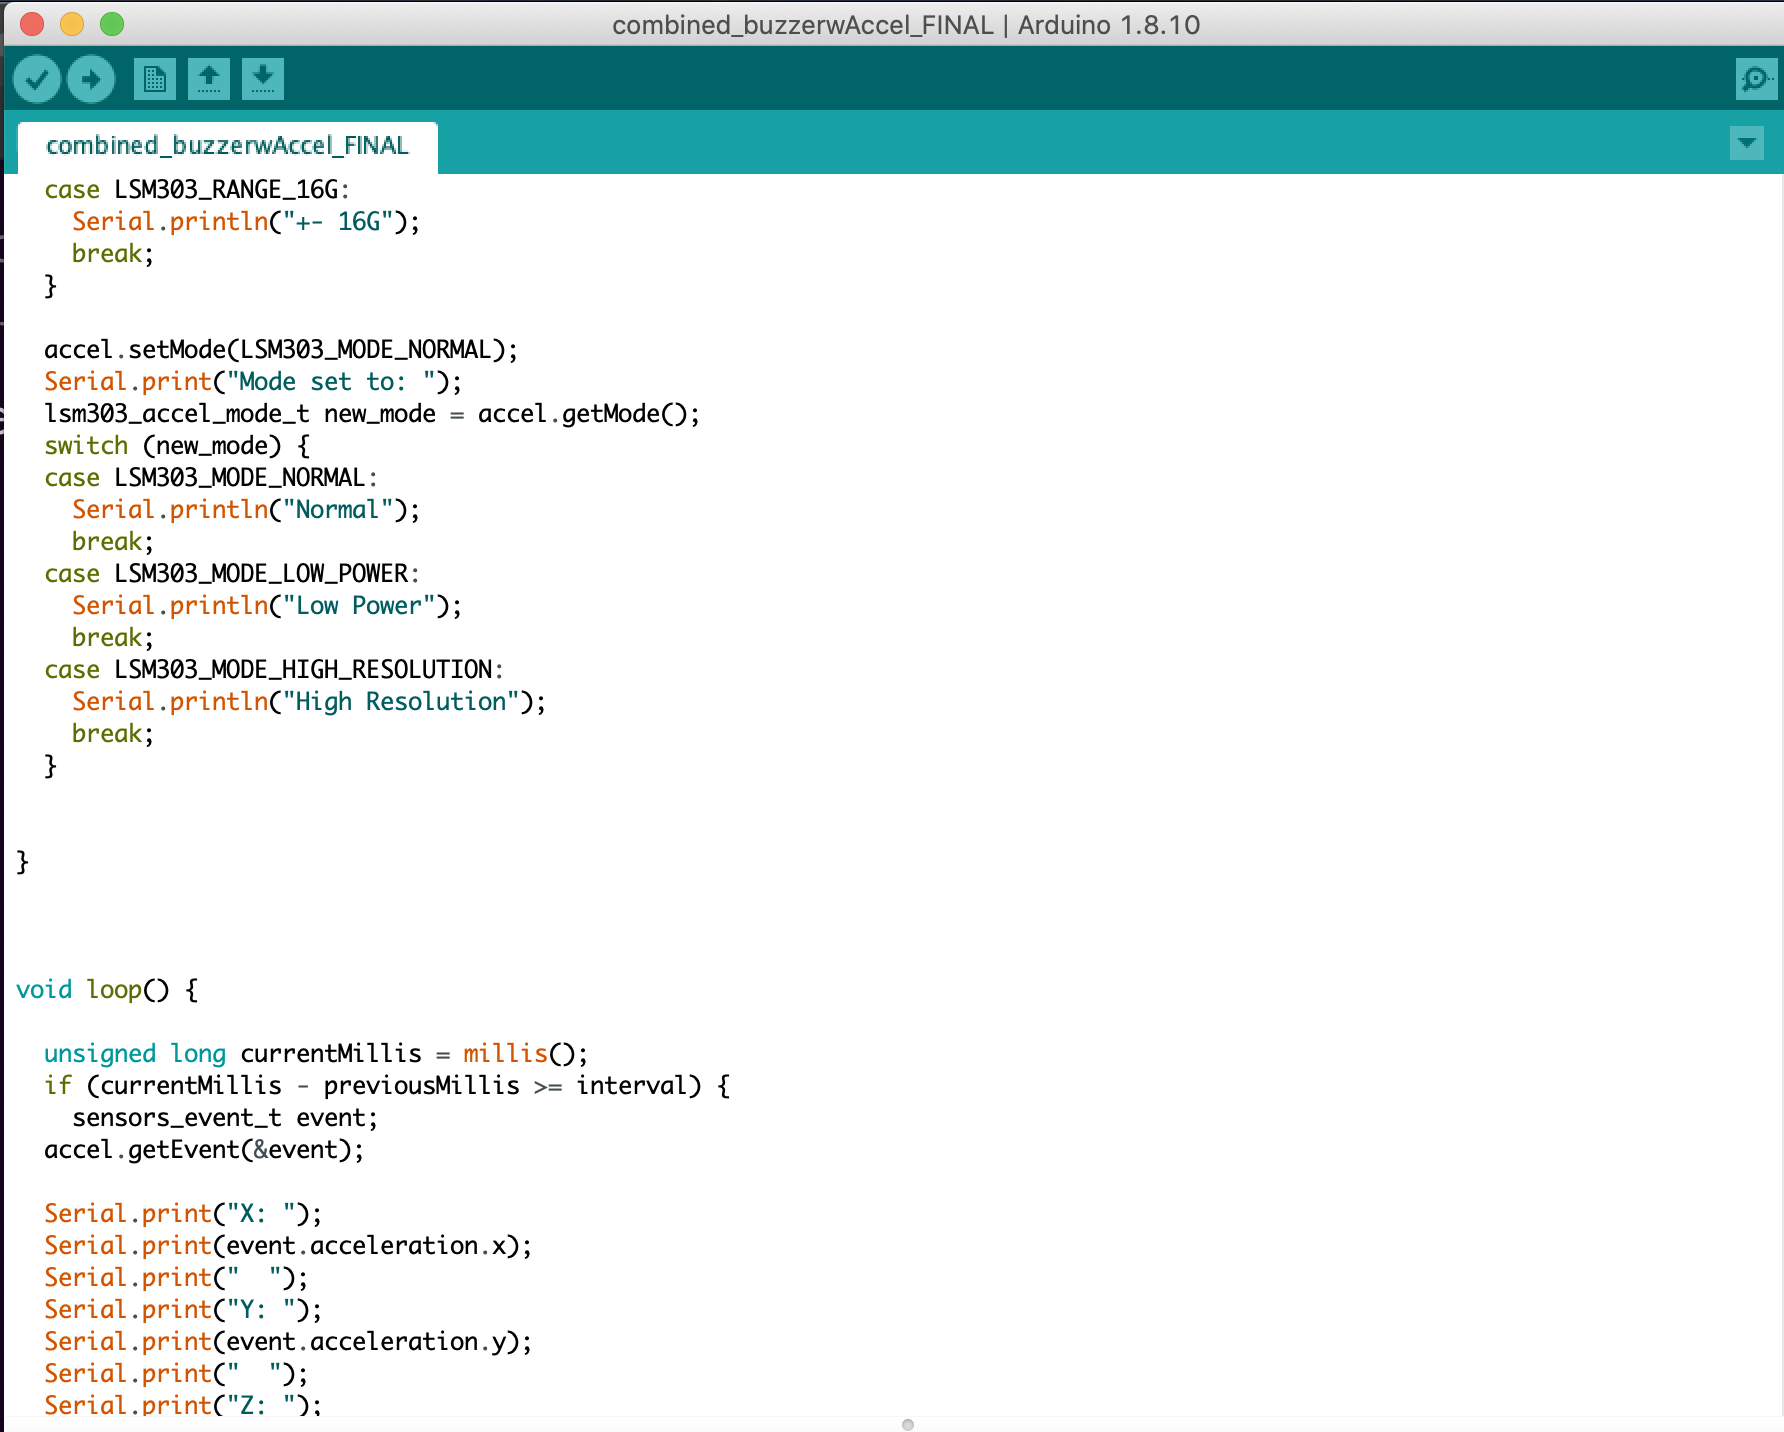 combined_buzzerwAccel_FINAL | Arduino 1.8.10
combined_buzzerwAccel_FINAL
case LSM303_RANGE_16G:
Serial.println("+- 16G");
break;
}
accel.setMode(LSM303_MODE_NORMAL);
Serial.print("Mode set to: ");
lsm303_accel_mode_t new_mode = accel.getMode();
switch (new_mode) {
case LSM303_MODE_NORMAL:
Serial.println("Normal");
break;
case LSM303_MODE_LOW_POWER:
Serial.println("Low Power");
break;
case LSM303_MODE_HIGH_RESOLUTION:
Serial.println("High Resolution");
break;
}
}
void loop() {
unsigned long currentMillis = millis();
if (currentMillis - previousMillis >= interval) {
sensors_event_t event;
accel.getEvent(&event);
Serial.print("X: ");
Serial.print(event.acceleration.x);
Serial.print("  ");
Serial.print("Y: ");
Serial.print(event.acceleration.y);
Serial.print("  ");
Serial.print("Z: ");